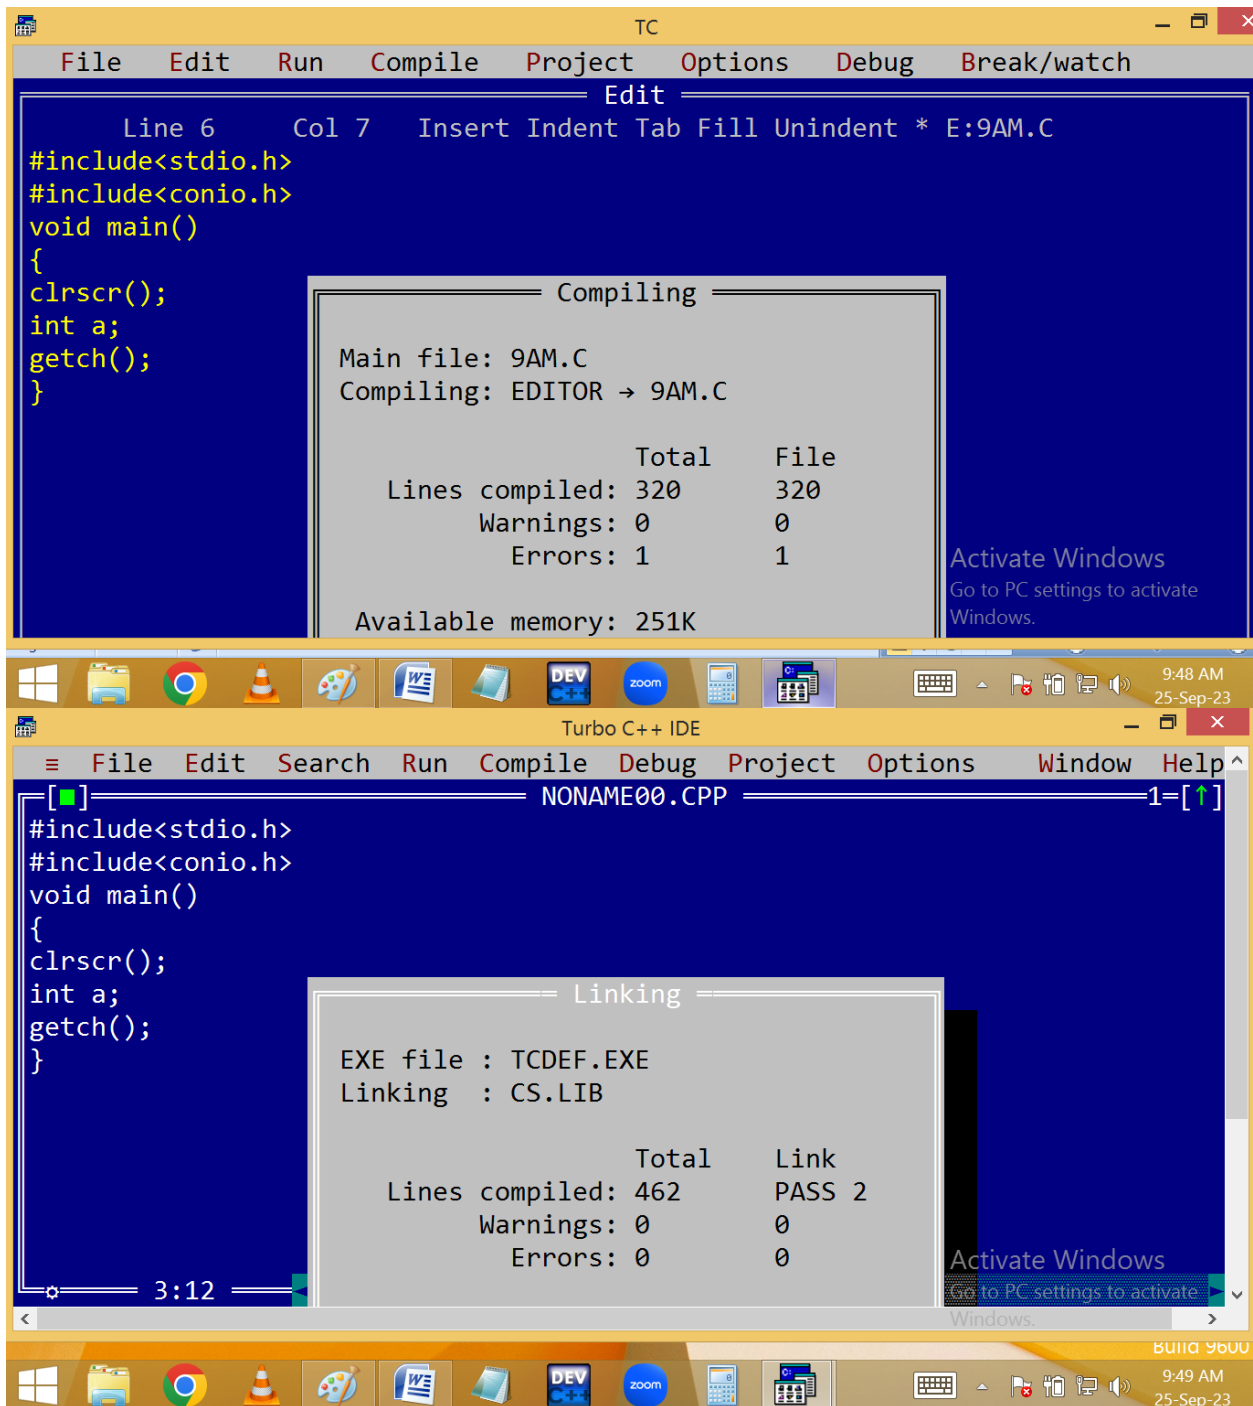 TC
File Edit Run Compile Project Options Debug Break/watch
Edit
Line 6 Col 7 Insert Indent Tab Fill Unindent * E:9AM.C
#include<stdio.h>
#include<conio.h>
void main()
{
clrscr();
int a;
getch();
}
Compiling
Main file: 9AM.C
Compiling: EDITOR → 9AM.C
Total File
Lines compiled: 320 320
Warnings: 0 0
Errors: 1 1
Available memory: 251K
Activate Windows
Go to PC settings to activate
Windows.
DEV
C++
zoom
9:48 AM
25-Sep-23
Turbo C++ IDE
≡ File Edit Search Run Compile Debug Project Options Window Help
[■] NONAME00.CPP 1=[↑]
#include<stdio.h>
#include<conio.h>
void main()
{
clrscr();
int a;
getch();
}
Linking
EXE file : TCDEF.EXE
Linking : CS.LIB
Total Link
Lines compiled: 462 PASS 2
Warnings: 0 0
Errors: 0 0
3:12
Activate Windows
Go to PC settings to activate
Windows.
Build 9600
DEV
C++
zoom
9:49 AM
25-Sep-23